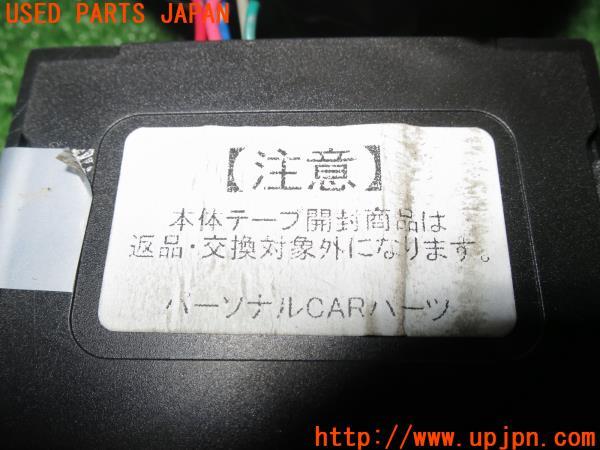 USED PARTS JAPAN
【注意】
本体テープ開封商品は
返品・交換対象外になります。
パーソナルCARパーツ
http://www.upjpn.com